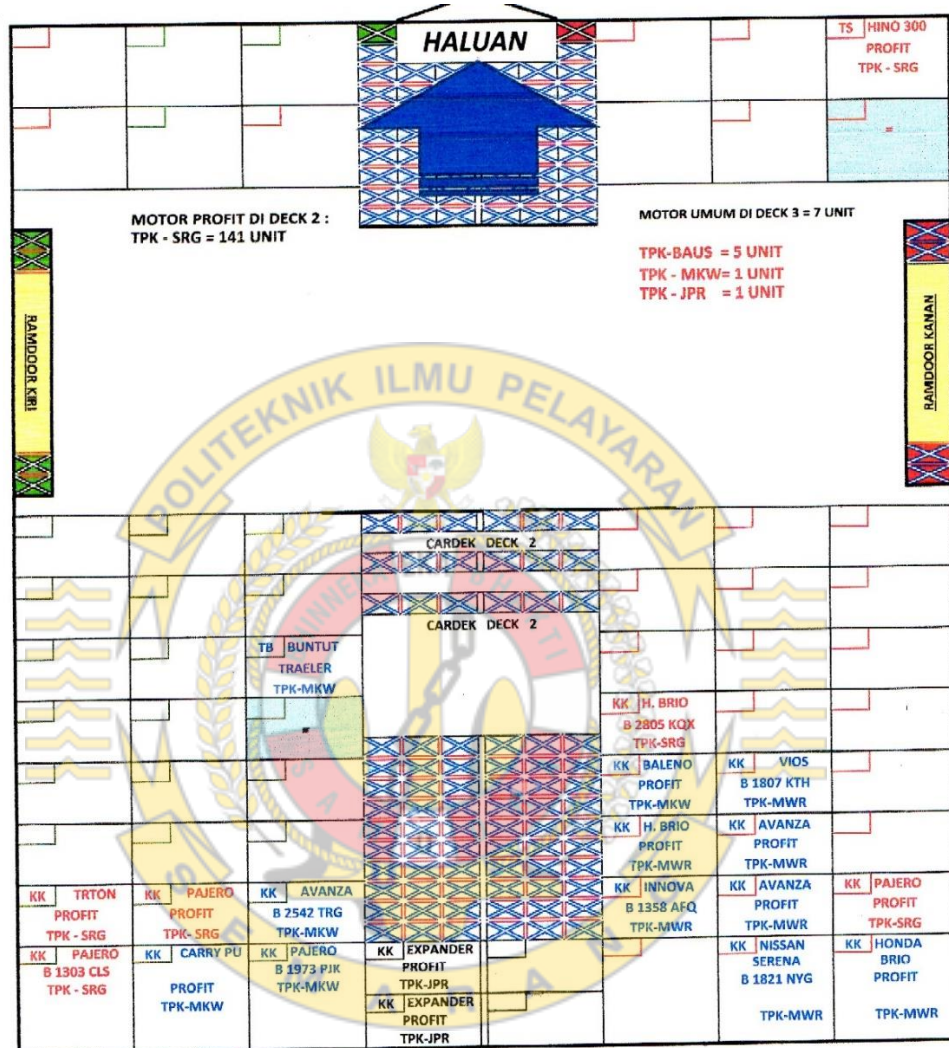 HALUAN
TS HINO 300
PROFIT
TPK - SRG
=
MOTOR PROFIT DI DECK 2 :
TPK - SRG = 141 UNIT
MOTOR UMUM DI DECK 3 = 7 UNIT
TPK-BAUS = 5 UNIT
TPK - MKW= 1 UNIT
TPK - JPR = 1 UNIT
RAMDOOR KIRI
RAMDOOR KANAN
POLITEKNIK ILMU PELAYARAN
SEMARANG
CARDEK DECK 2
CARDEK DECK 2
TB BUNTUT
TRAELER
TPK-MKW
KK H. BRIO
B 2805 KQX
TPK-SRG
KK BALENO
PROFIT
TPK-MKW
KK VIOS
B 1807 KTH
TPK-MWR
KK H. BRIO
PROFIT
TPK-MWR
KK AVANZA
PROFIT
TPK-MWR
KK TRTON
PROFIT
TPK - SRG
KK PAJERO
PROFIT
TPK- SRG
KK AVANZA
B 2542 TRG
TPK-MKW
KK INNOVA
B 1358 AFQ
TPK-MWR
KK AVANZA
PROFIT
TPK-MWR
KK PAJERO
PROFIT
TPK-SRG
KK PAJERO
B 1303 CLS
TPK - SRG
KK CARRY PU
PROFIT
TPK-MKW
KK PAJERO
B 1973 PJK
TPK-MKW
KK EXPANDER
PROFIT
TPK-JPR
KK EXPANDER
PROFIT
TPK-JPR
KK NISSAN
SERENA
B 1821 NYG
TPK-MWR
KK HONDA
BRIO
PROFIT
TPK-MWR